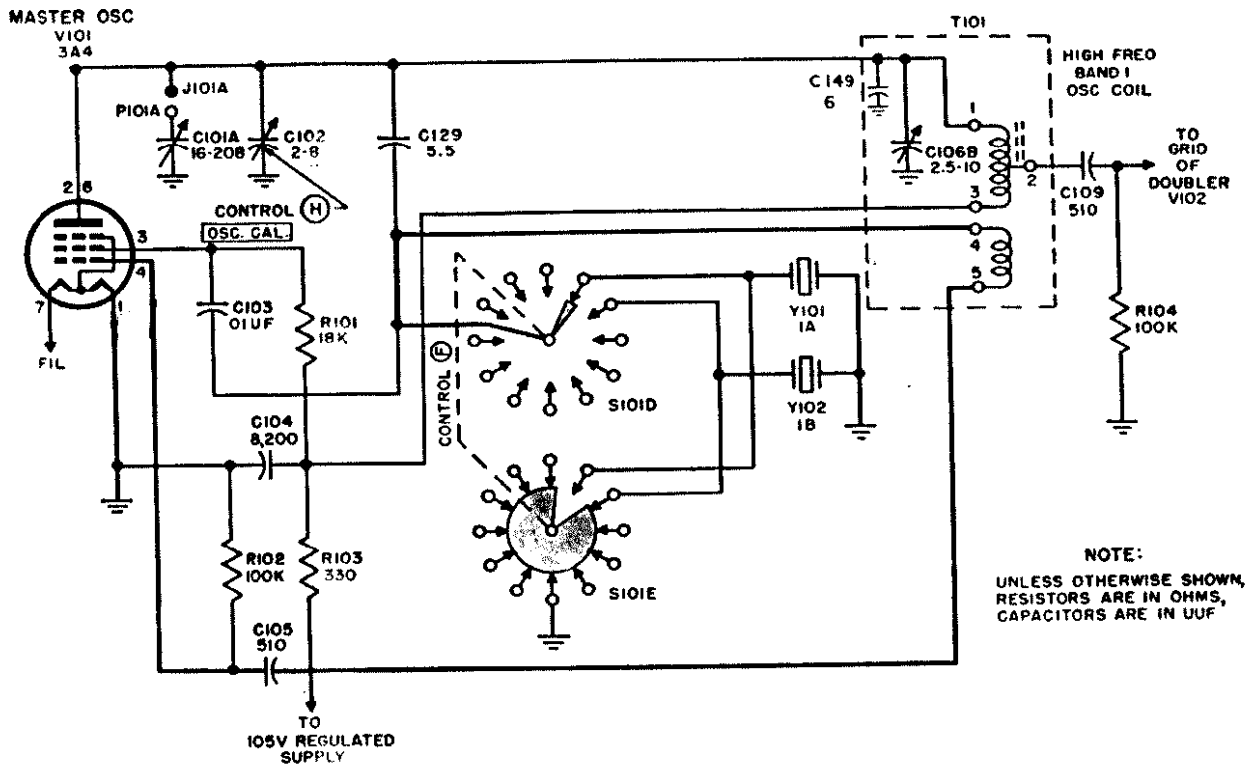 MASTER OSC
V101
3A4
J101A
P101A
C101A
16-208
C102
2-8
C129
5.5
T101
HIGH FREQ
BAND 1
OSC COIL
C149
6
C106B
2.5-10
1
2
3
4
5
C109
510
TO
GRID
OF
DOUBLER
V102
R104
100K
2 6
3
4
7
1
FIL
CONTROL H
OSC. CAL.
C103
.01UF
R101
18K
CONTROL F
S101D
Y101
1A
Y102
1B
C104
8,200
R102
100K
R103
330
C105
510
S101E
TO
105V REGULATED
SUPPLY
NOTE:
UNLESS OTHERWISE SHOWN,
RESISTORS ARE IN OHMS,
CAPACITORS ARE IN UUF